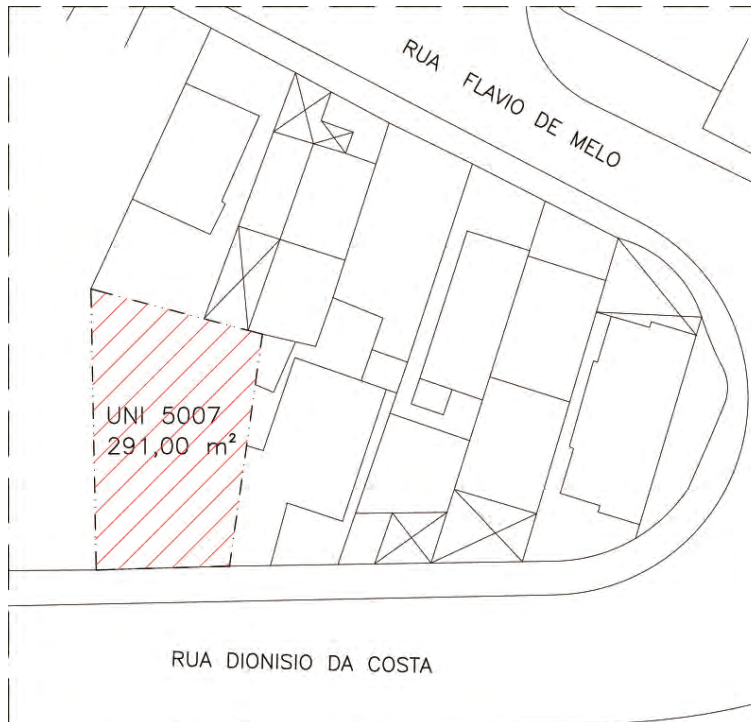 RUA FLAVIO DE MELO
UNI 5007
291,00 m²
RUA DIONISIO DA COSTA